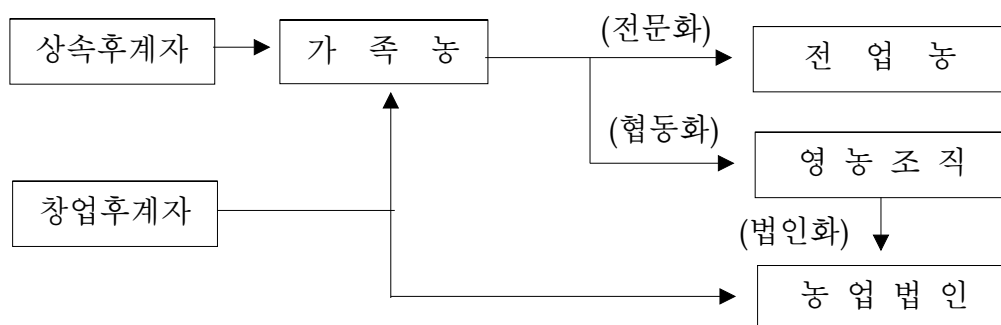 상속후계자
가 족 농
(전문화)
전 업 농
(협동화)
영 농 조 직
창업후계자
(법인화)
농 업 법 인